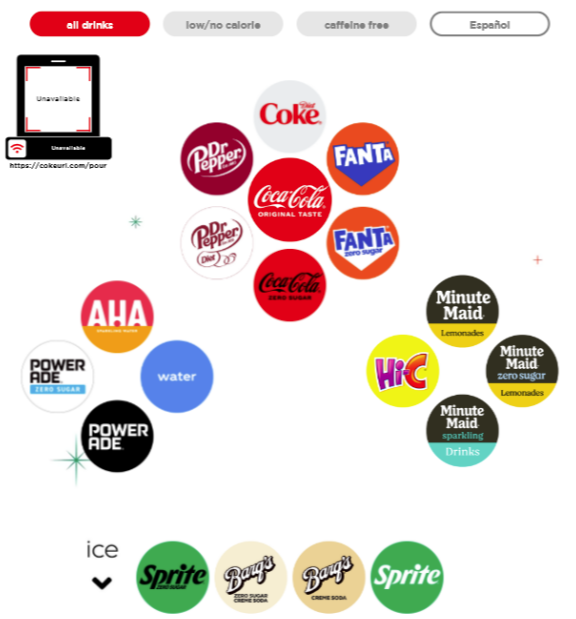 all drinks
low/no calorie
caffeine free
Español
Unavailable
Unavailable
https://cokeurl.com/pour
Diet
Coke
Dr
Pepper
FANTA
Coca-Cola
ORIGINAL TASTE
Dr
Pepper
Diet
FANTA
zero sugar
Coca-Cola
ZERO SUGAR
AHA
POWER
ADE
ZERO SUGAR
water
POWER
ADE
Minute
Maid
Lemonades
Hi-C
Minute
Maid
zero sugar
Lemonades
Minute
Maid
sparkling
Drinks
ice
Sprite
ZERO SUGAR
Barq's
ZERO SUGAR
CREME SODA
Barq's
CREME SODA
Sprite